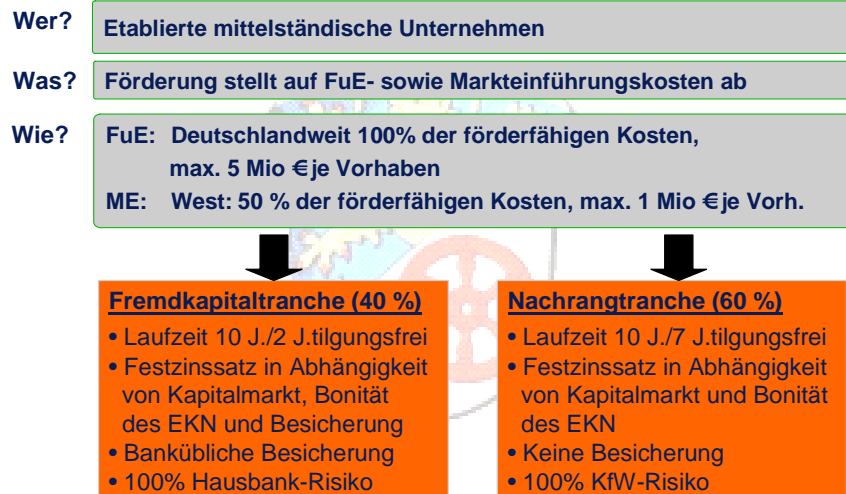 Wer?
Etablierte mittelständische Unternehmen
Was?
Förderung stellt auf FuE- sowie Markteinführungskosten ab
Wie?
FuE: Deutschlandweit 100% der förderfähigen Kosten,
max. 5 Mio €je Vorhaben
ME: West: 50 % der förderfähigen Kosten, max. 1 Mio €je Vorh.
Fremdkapitaltranche (40 %)
• Laufzeit 10 J./2 J.tilgungsfrei
• Festzinssatz in Abhängigkeit
von Kapitalmarkt, Bonität
des EKN und Besicherung
• Bankübliche Besicherung
• 100% Hausbank-Risiko
Nachrangtranche (60 %)
• Laufzeit 10 J./7 J.tilgungsfrei
• Festzinssatz in Abhängigkeit
von Kapitalmarkt und Bonität
des EKN
• Keine Besicherung
• 100% KfW-Risiko